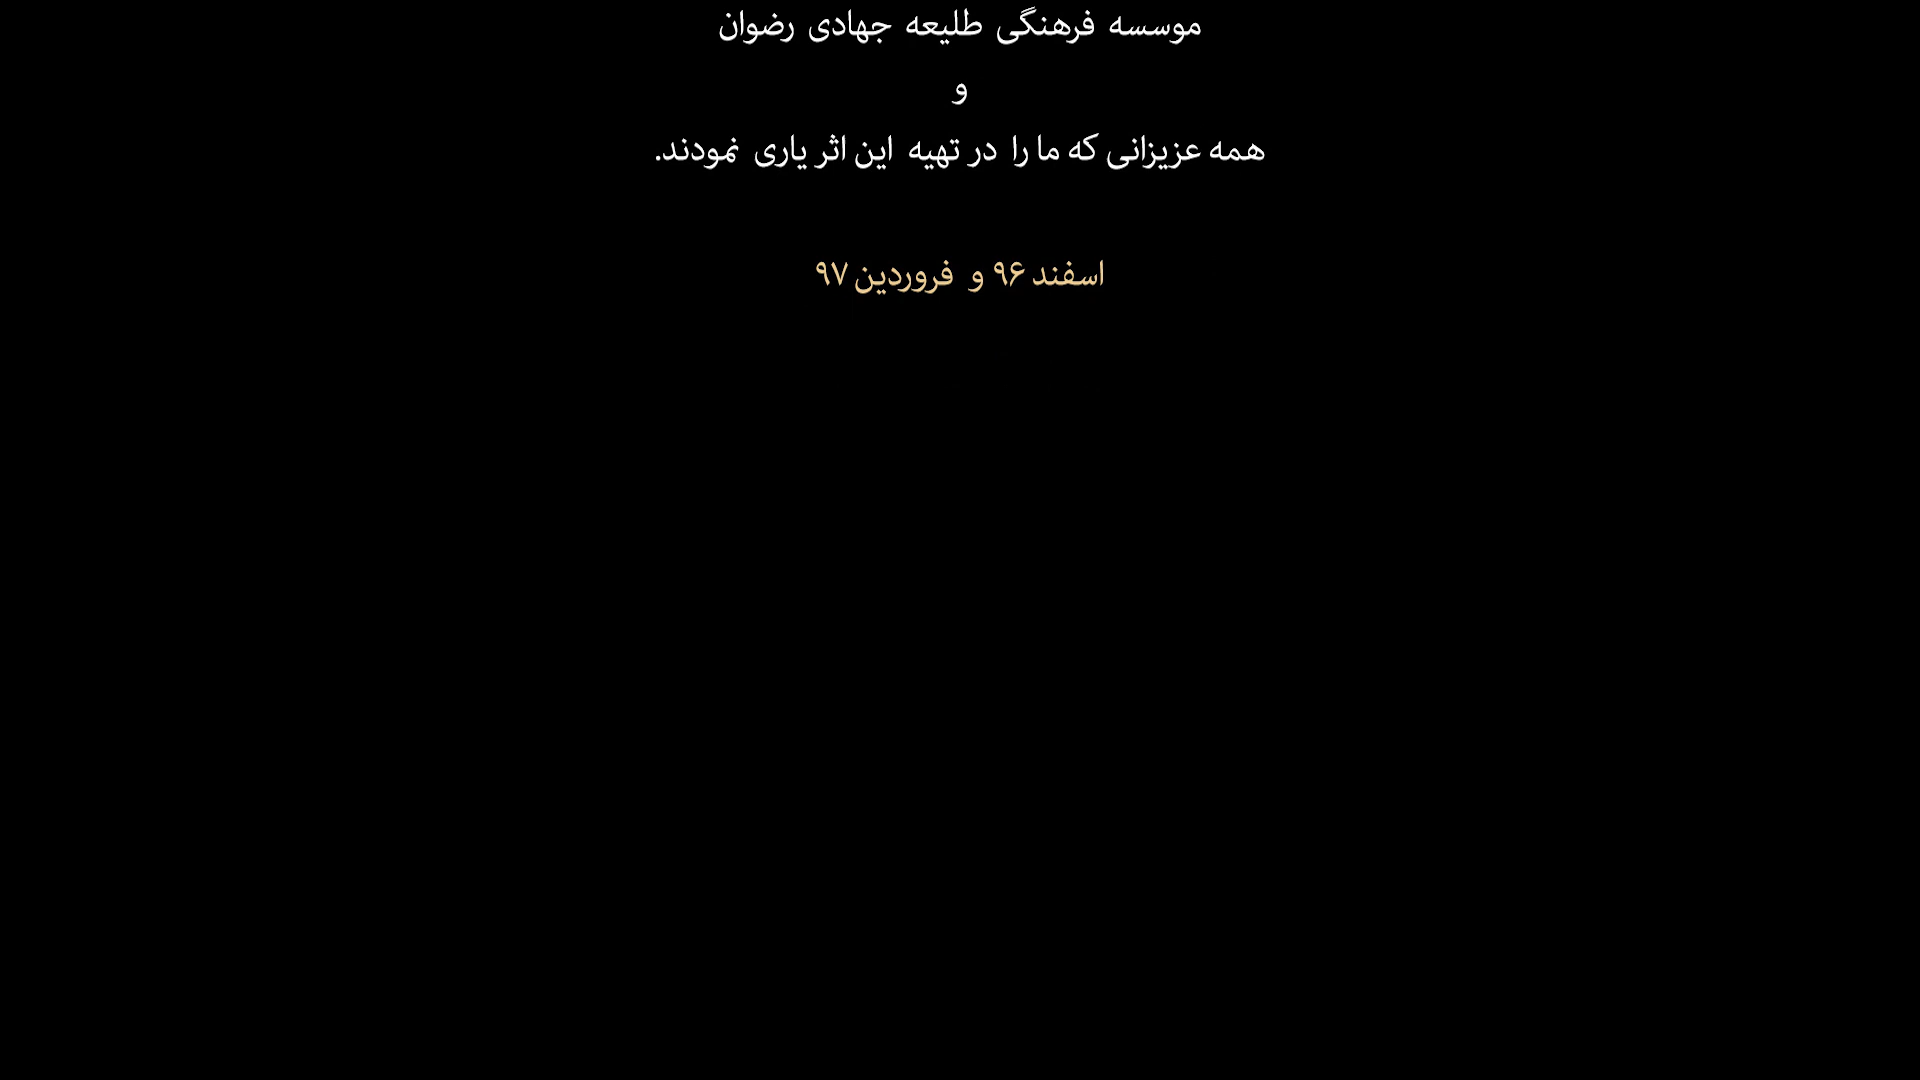 موسسه فرهنگی طلیعه جهادی رضوان
و
همه عزیزانی که ما را در تهیه این اثر یاری نمودند.
اسفند ۹۶ و فروردین ۹۷